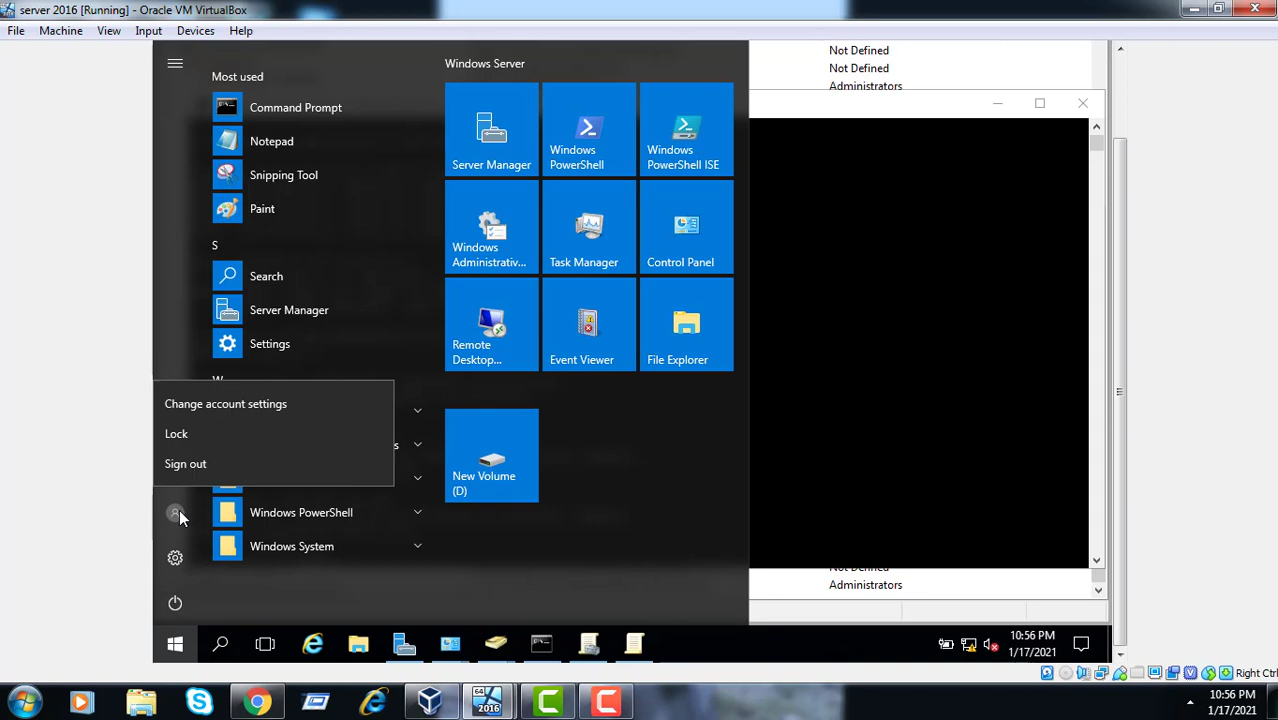 server 2016 [Running] - Oracle VM VirtualBox
File Machine View Input Devices Help
Most used
Command Prompt
Notepad
Snipping Tool
Paint
S
Search
Server Manager
Settings
Change account settings
Lock
Sign out
s
Windows PowerShell
Windows System
Windows Server
Server Manager
Windows
PowerShell
Windows
PowerShell ISE
Windows
Administrativ...
Task Manager
Control Panel
Remote
Desktop...
Event Viewer
File Explorer
New Volume
(D)
Not Defined
Not Defined
Administrators
Not Defined
Administrators
10:56 PM
1/17/2021
Right Ctrl
64
2016
10:56 PM
1/17/2021